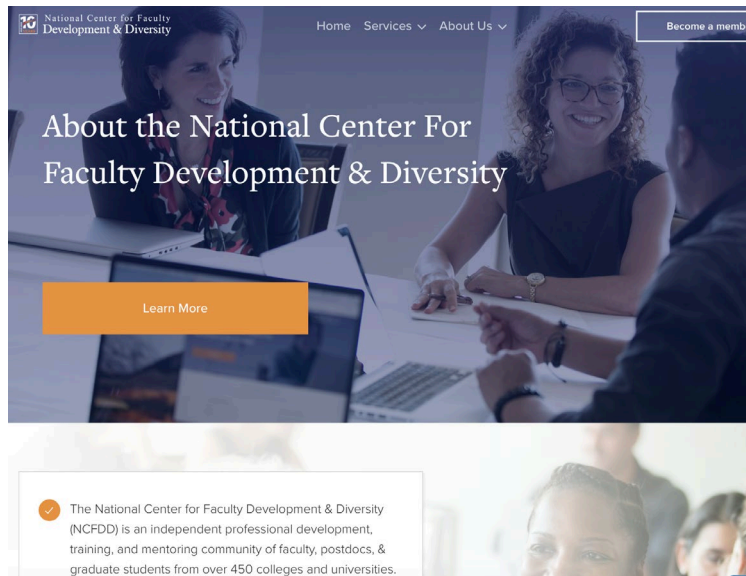 10
National Center for Faculty
Development & Diversity
Home Services About Us
Become a memb
About the National Center For
Faculty Development & Diversity
Learn More
The National Center for Faculty Development & Diversity
(NCFDD) is an independent professional development,
training, and mentoring community of faculty, postdocs, &
graduate students from over 450 colleges and universities.